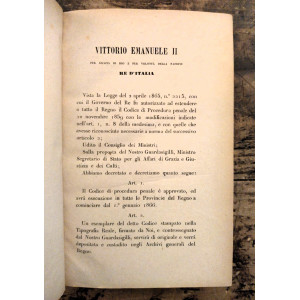 VITTORIO EMANUELE II
PER GRAZIA DI DIO E PER VOLONTÀ DELLA NAZIONE
RE D'ITALIA
Vista la Legge del 2 aprile 1865, n.° 2215, con
cui il Governo del Re fu autorizzato ad estendere
a tutto il Regno il Codice di Procedura penale del
20 novembre 1859 con le modificazioni indicate
nell'art. 1, n. 8 della medesima, e con quelle che
stesse riconosciute necessarie a norma del successivo
articolo 2;
Udito il Consiglio dei Ministri;
Sulla proposta del Nostro Guardasigilli, Ministro
Segretario di Stato per gli Affari di Grazia e Giu-
stizia e dei Culti;
Abbiamo decretato e decretiamo quanto segue:
Art. 1.
Il Codice di procedura penale è approvato, ed
avrà esecuzione in tutte le Provincie del Regno a
cominciare dal 1.° gennaio 1866.
Art. 2.
Un esemplare del detto Codice stampato nella
Tipografia Reale, firmato da Noi, e contrassegnato
dal Nostro Guardasigilli, servirà di originale e sarà
depositato e custodito negli Archivi generali del
Regno.